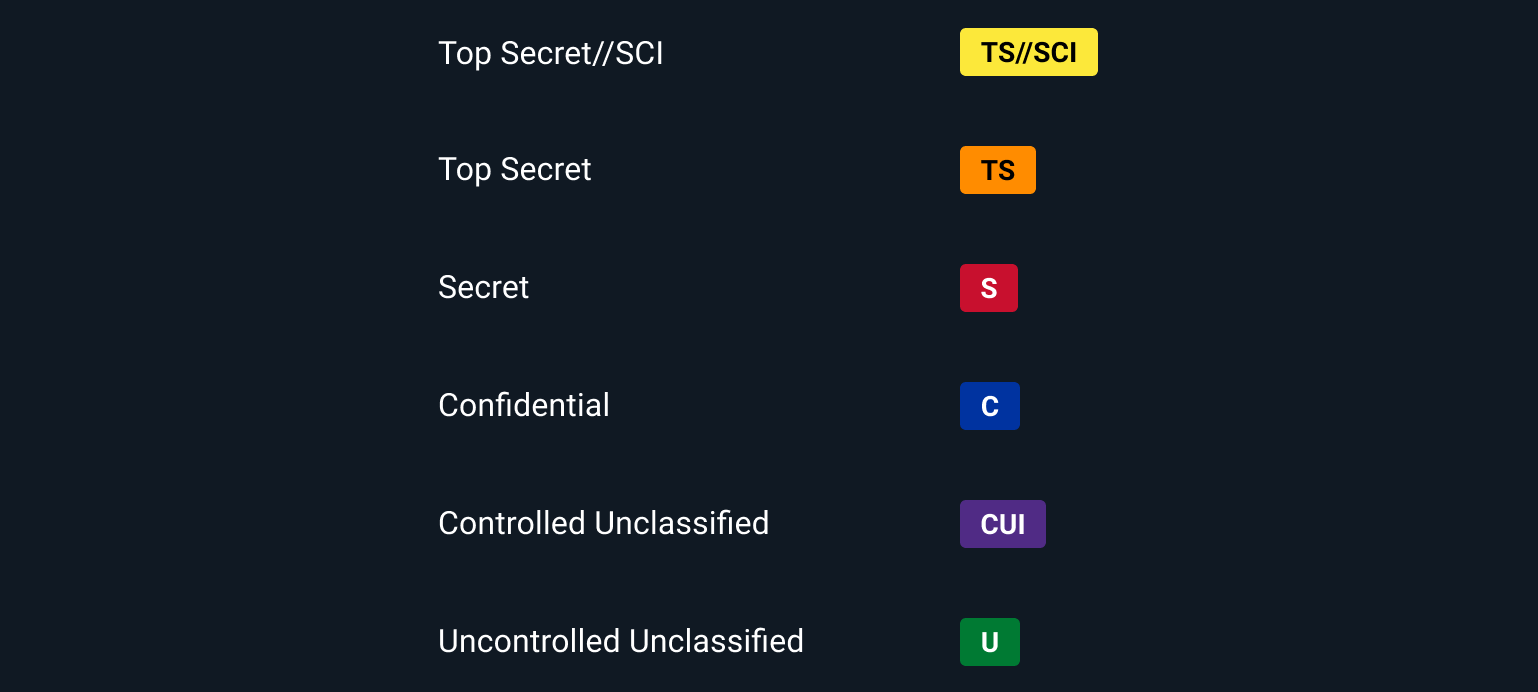 Top Secret//SCI TS//SCI
Top Secret TS
Secret S
Confidential C
Controlled Unclassified CUI
Uncontrolled Unclassified U